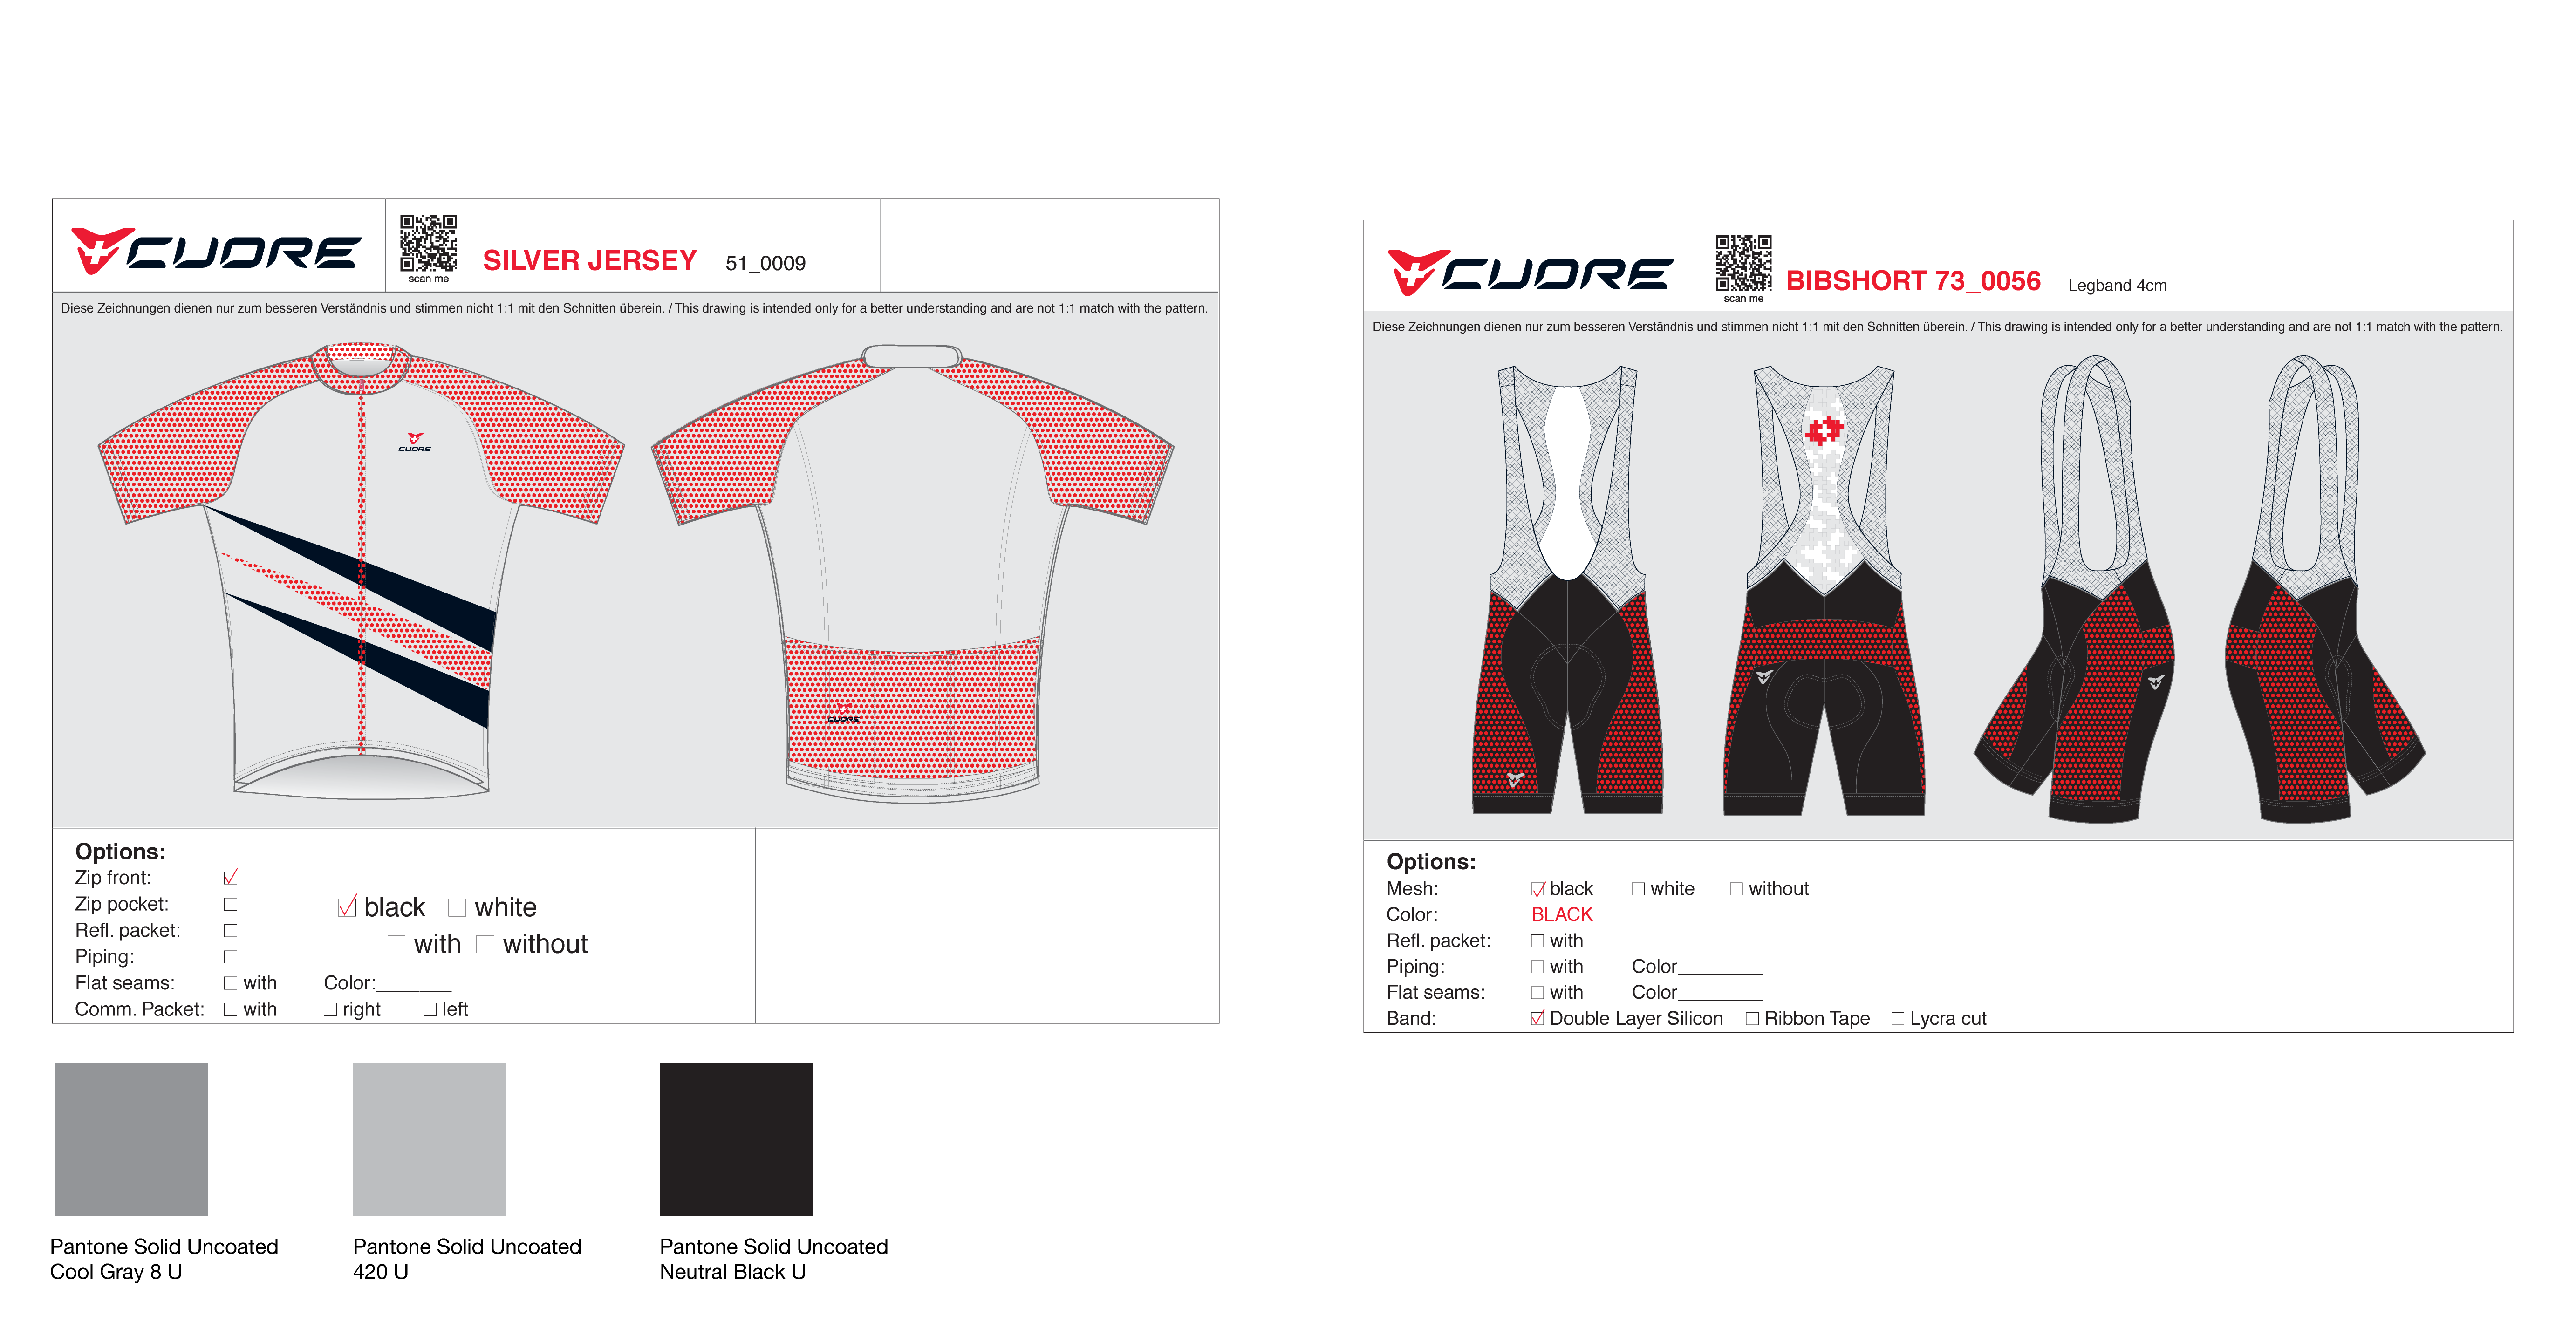 CUORE
scan me
SILVER JERSEY 51_0009
Diese Zeichnungen dienen nur zum besseren Verständnis und stimmen nicht 1:1 mit den Schnitten überein. / This drawing is intended only for a better understanding and are not 1:1 match with the pattern.
CUORE
CUORE
Options:
Zip front:
Zip pocket:
black white
Refl. packet:
with without
Piping:
Flat seams: with Color:_______
Comm. Packet: with right left
CUORE
scan me
BIBSHORT 73_0056 Legband 4cm
Diese Zeichnungen dienen nur zum besseren Verständnis und stimmen nicht 1:1 mit den Schnitten überein. / This drawing is intended only for a better understanding and are not 1:1 match with the pattern.
Options:
Mesh: black white without
Color: BLACK
Refl. packet: with
Piping: with Color________
Flat seams: with Color________
Band: Double Layer Silicon Ribbon Tape Lycra cut
Pantone Solid Uncoated
Cool Gray 8 U
Pantone Solid Uncoated
420 U
Pantone Solid Uncoated
Neutral Black U